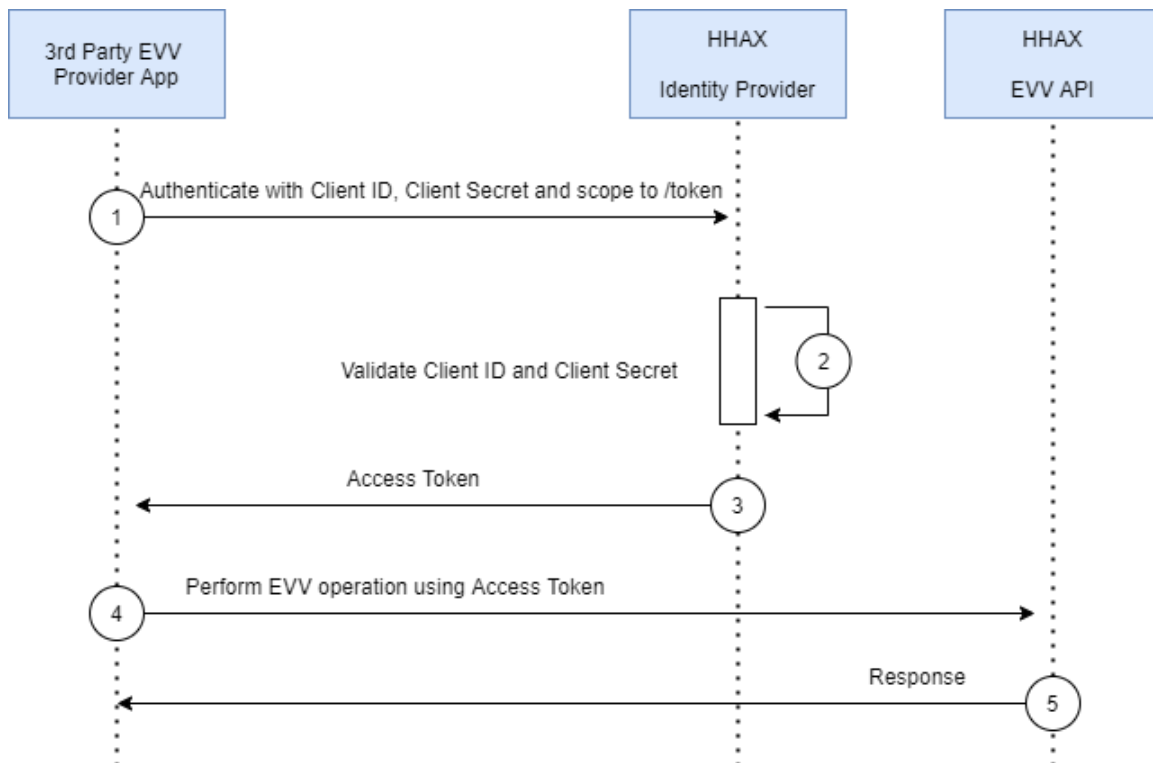 3rd Party EVV
Provider App
HHAX
Identity Provider
HHAX
EVV API
Authenticate with Client ID, Client Secret and scope to /token
1
2
Validate Client ID and Client Secret
Access Token
3
Perform EVV operation using Access Token
4
Response
5